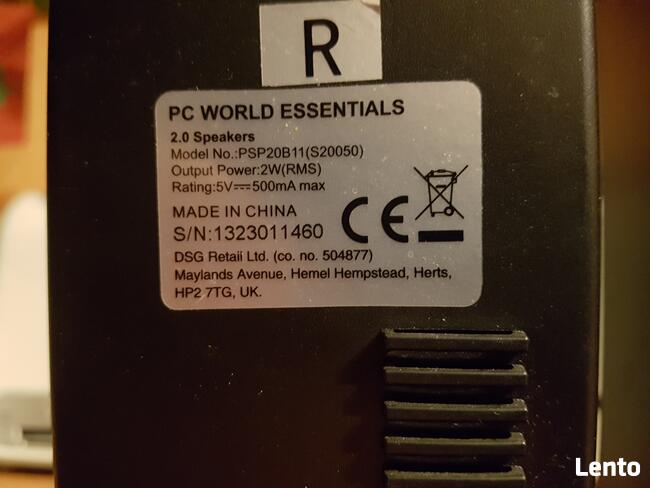 R
PC WORLD ESSENTIALS
2.0 Speakers
Model No.:PSP20B11(S20050)
Output Power:2W(RMS)
Rating:5V⎓500mA max
MADE IN CHINA
S/N:1323011460
CE
DSG Retail Ltd. (co. no. 504877)
Maylands Avenue, Hemel Hempstead, Herts,
HP2 7TG, UK.
Lento